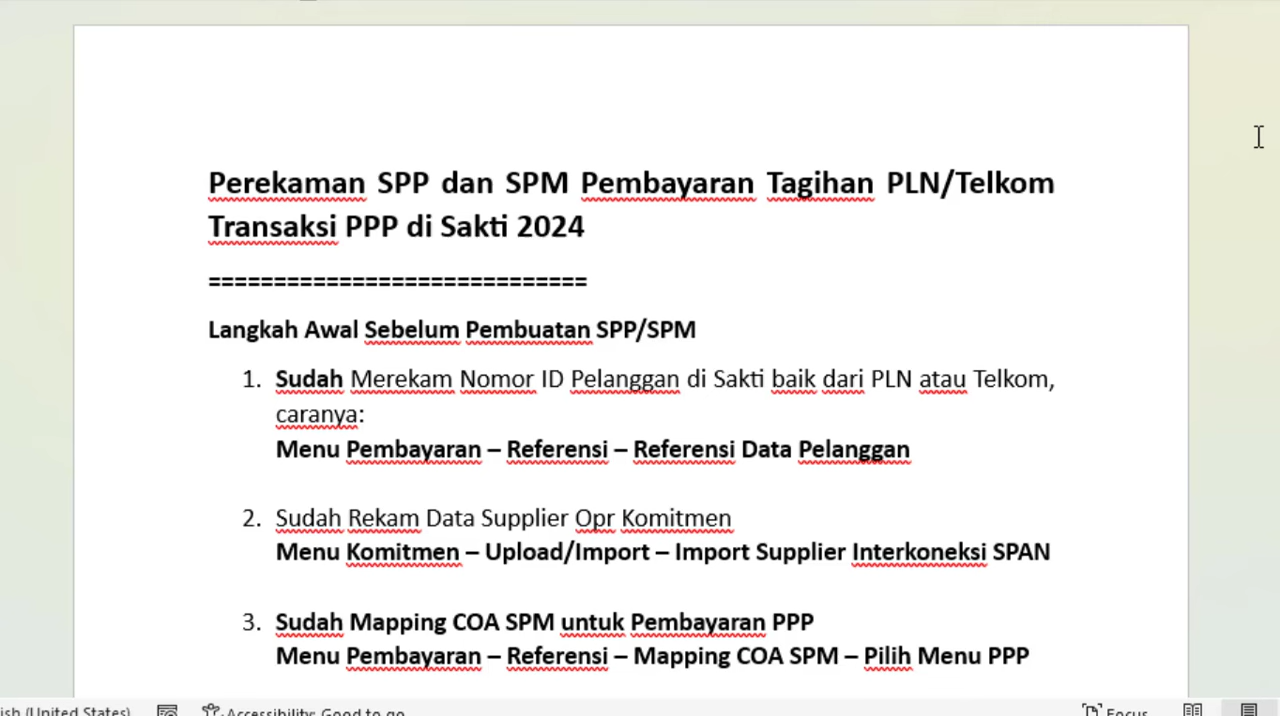 Perekaman SPP dan SPM Pembayaran Tagihan PLN/Telkom
Transaksi PPP di Sakti 2024
=============================
Langkah Awal Sebelum Pembuatan SPP/SPM
1. Sudah Merekam Nomor ID Pelanggan di Sakti baik dari PLN atau Telkom,
caranya:
Menu Pembayaran – Referensi – Referensi Data Pelanggan
2. Sudah Rekam Data Supplier Opr Komitmen
Menu Komitmen – Upload/Import – Import Supplier Interkoneksi SPAN
3. Sudah Mapping COA SPM untuk Pembayaran PPP
Menu Pembayaran – Referensi – Mapping COA SPM – Pilih Menu PPP
ish (United States) Accessibility: Good to go Focus